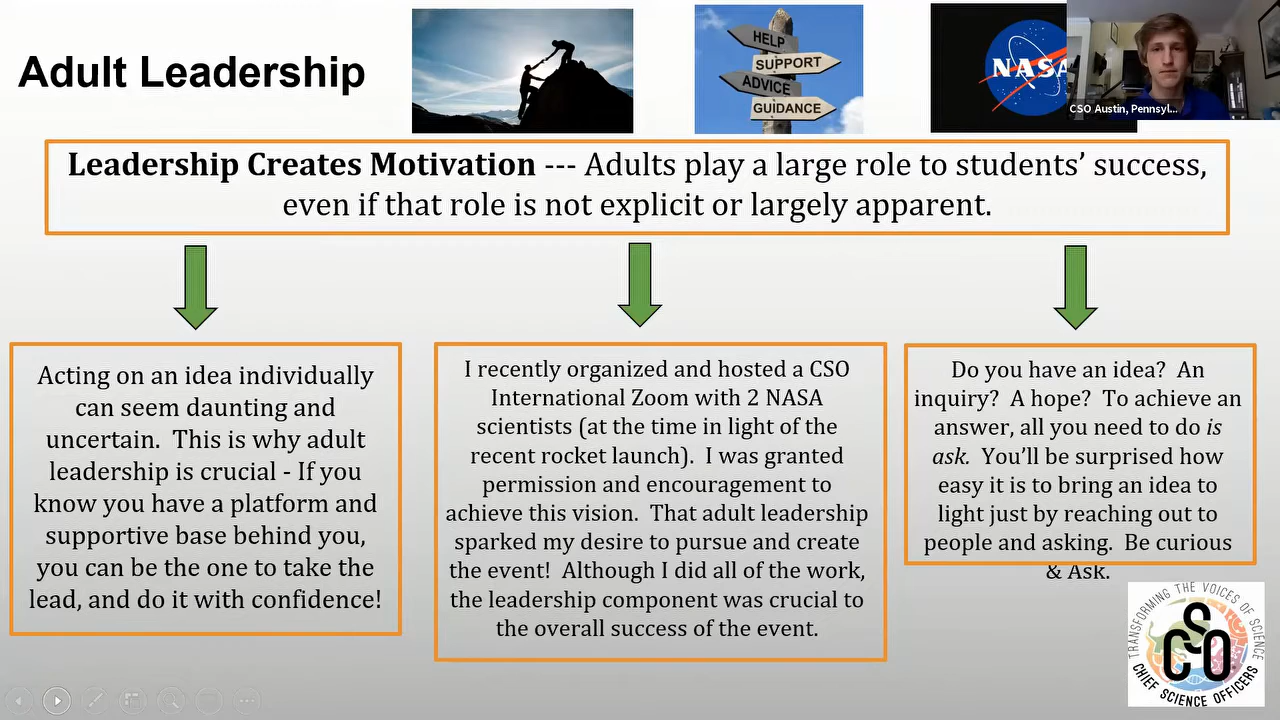 Adult Leadership
HELP
SUPPORT
ADVICE
GUIDANCE
NASA
CSO Austin, Pennsyl...
Leadership Creates Motivation --- Adults play a large role to students’ success,
even if that role is not explicit or largely apparent.
Acting on an idea individually
can seem daunting and
uncertain.  This is why adult
leadership is crucial - If you
know you have a platform and
supportive base behind you,
you can be the one to take the
lead, and do it with confidence!
I recently organized and hosted a CSO
International Zoom with 2 NASA
scientists (at the time in light of the
recent rocket launch).  I was granted
permission and encouragement to
achieve this vision.  That adult leadership
sparked my desire to pursue and create
the event!  Although I did all of the work,
the leadership component was crucial to
the overall success of the event.
Do you have an idea?  An
inquiry?  A hope?  To achieve an
answer, all you need to do is
ask.  You’ll be surprised how
easy it is to bring an idea to
light just by reaching out to
people and asking.  Be curious
& Ask.
TRANSFORMING THE VOICES OF SCIENCE
CSO
CHIEF SCIENCE OFFICERS